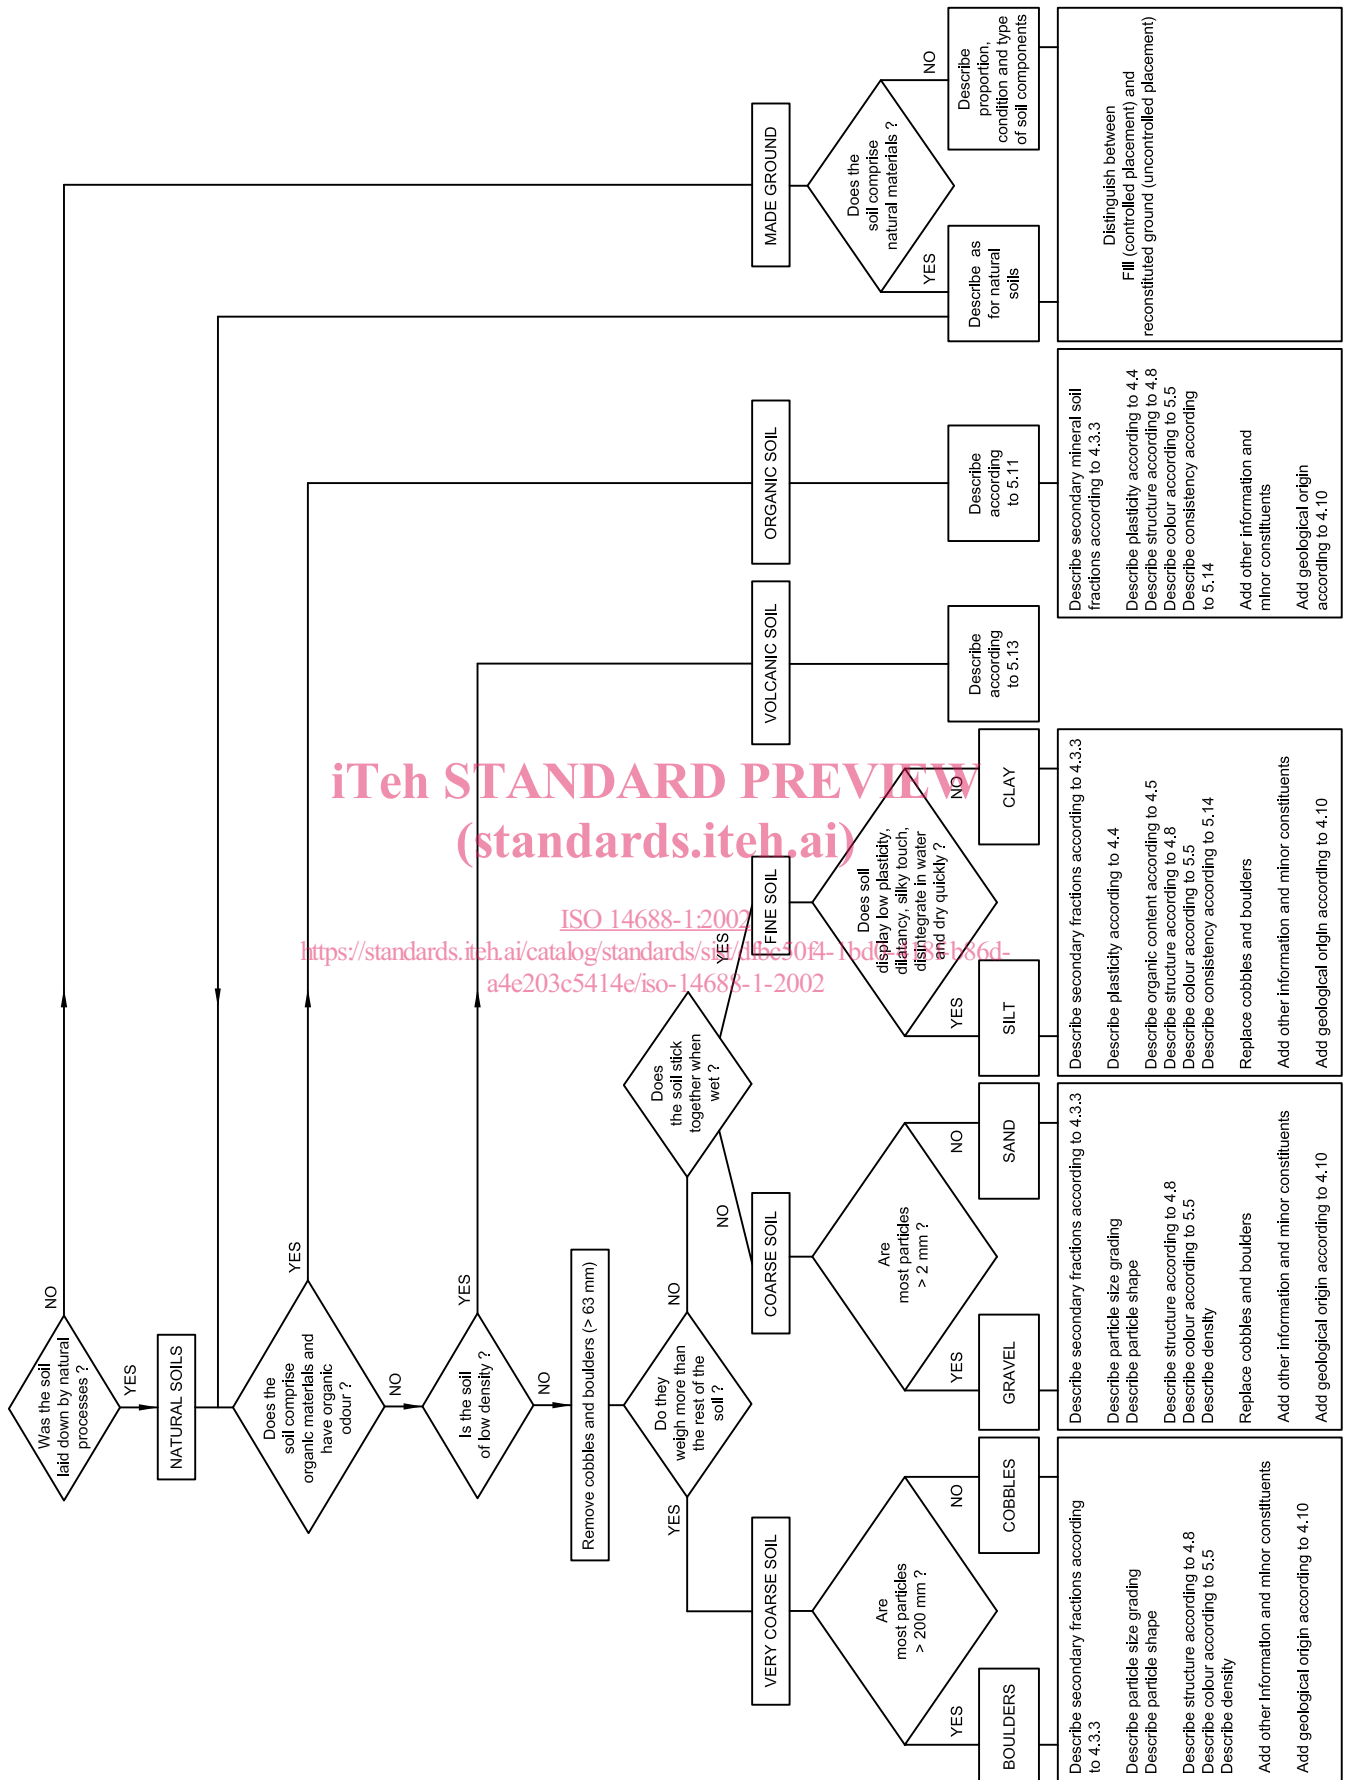 Was the soil
laid down by natural
processes ?
NO
YES
NATURAL SOILS
Does the
soil comprise
organic materials and
have organic
odour ?
YES
NO
Is the soil
of low density ?
YES
NO
Remove cobbles and boulders (> 63 mm)
Do they
weigh more than
the rest of the
soil ?
YES
NO
Does
the soil stick
together when
wet ?
NO
YES
VERY COARSE SOIL
COARSE SOIL
FINE SOIL
VOLCANIC SOIL
ORGANIC SOIL
MADE GROUND
Are
most particles
> 200 mm ?
YES
NO
Are
most particles
> 2 mm ?
YES
NO
Does soil
display low plasticity,
dilatancy, silky touch,
disintegrate in water
and dry quickly ?
YES
NO
Does the
soil comprise
natural materials ?
YES
NO
BOULDERS
COBBLES
GRAVEL
SAND
SILT
CLAY
Describe
according
to 5.13
Describe
according
to 5.11
Describe as
for natural
soils
Describe
proportion,
condition and type
of soil components
Describe secondary fractions according
to 4.3.3
Describe particle size grading
Describe particle shape
Describe structure according to 4.8
Describe colour according to 5.5
Describe density
Add other Information and minor constituents
Add geological origin according to 4.10
Describe secondary fractions according to 4.3.3
Describe particle size grading
Describe particle shape
Describe structure according to 4.8
Describe colour according to 5.5
Describe density
Replace cobbles and boulders
Add other information and minor constituents
Add geological origin according to 4.10
Describe secondary fractions according to 4.3.3
Describe plasticity according to 4.4
Describe organic content according to 4.5
Describe structure according to 4.8
Describe colour according to 5.5
Describe consistency according to 5.14
Replace cobbles and boulders
Add other information and minor constituents
Add geological origin according to 4.10
Describe secondary mineral soil
fractions according to 4.3.3
Describe plasticity according to 4.4
Describe structure according to 4.8
Describe colour according to 5.5
Describe consistency according
to 5.14
Add other information and
minor constituents
Add geological origin
according to 4.10
Distinguish between
Fill (controlled placement) and
reconstituted ground (uncontrolled placement)
iTeh STANDARD PREVIEW
(standards.iteh.ai)
ISO 14688-1:2002
a4e203c5414e/iso-14688-1-2002